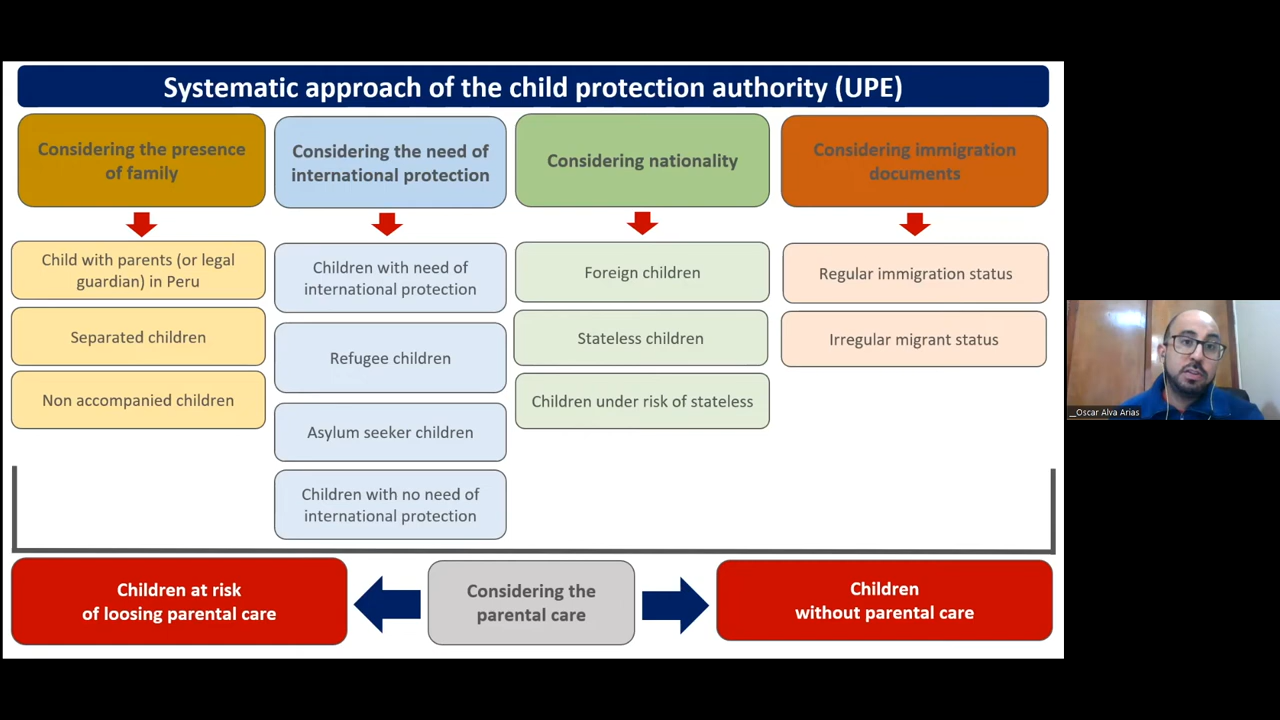 Systematic approach of the child protection authority (UPE)
Considering the presence
of family
Considering the need of
international protection
Considering nationality
Considering immigration
documents
Child with parents (or legal
guardian) in Peru
Separated children
Non accompanied children
Children with need of
international protection
Refugee children
Asylum seeker children
Children with no need of
international protection
Foreign children
Stateless children
Children under risk of stateless
Regular immigration status
Irregular migrant status
Children at risk
of loosing parental care
Considering the
parental care
Children
without parental care
__Oscar Alva Arias